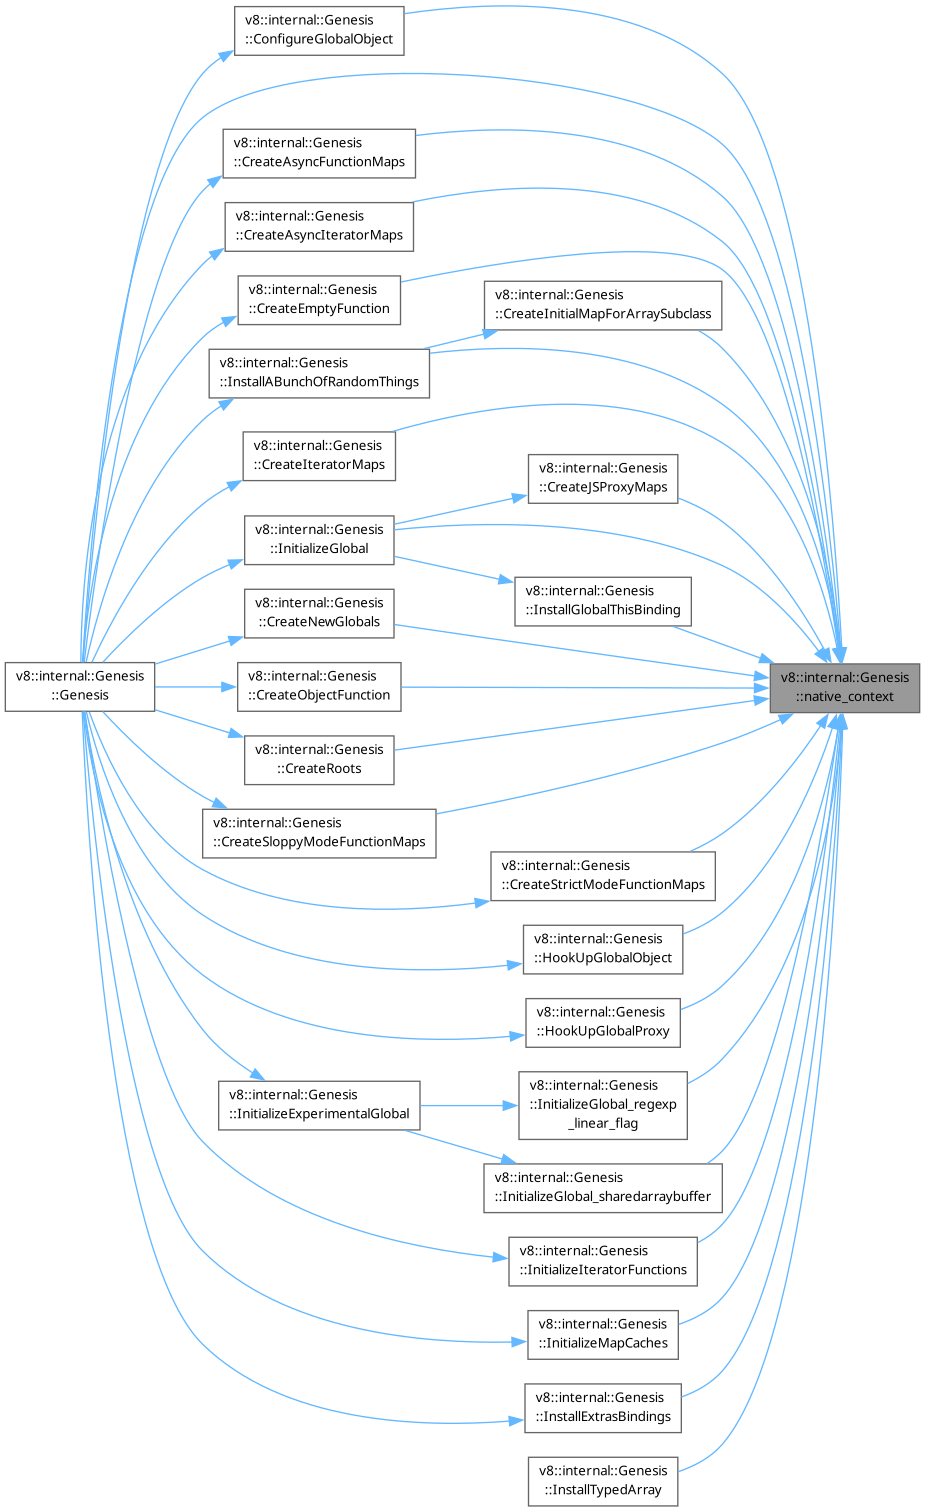 v8::internal::Genesis
::ConfigureGlobalObject
v8::internal::Genesis
::CreateAsyncFunctionMaps
v8::internal::Genesis
::CreateAsyncIteratorMaps
v8::internal::Genesis
::CreateEmptyFunction
v8::internal::Genesis
::CreateInitialMapForArraySubclass
v8::internal::Genesis
::InstallABunchOfRandomThings
v8::internal::Genesis
::CreateIteratorMaps
v8::internal::Genesis
::CreateJSProxyMaps
v8::internal::Genesis
::InitializeGlobal
v8::internal::Genesis
::InstallGlobalThisBinding
v8::internal::Genesis
::CreateNewGlobals
v8::internal::Genesis
::Genesis
v8::internal::Genesis
::CreateObjectFunction
v8::internal::Genesis
::native_context
v8::internal::Genesis
::CreateRoots
v8::internal::Genesis
::CreateSloppyModeFunctionMaps
v8::internal::Genesis
::CreateStrictModeFunctionMaps
v8::internal::Genesis
::HookUpGlobalObject
v8::internal::Genesis
::HookUpGlobalProxy
v8::internal::Genesis
::InitializeExperimentalGlobal
v8::internal::Genesis
::InitializeGlobal_regexp
_linear_flag
v8::internal::Genesis
::InitializeGlobal_sharedarraybuffer
v8::internal::Genesis
::InitializeIteratorFunctions
v8::internal::Genesis
::InitializeMapCaches
v8::internal::Genesis
::InstallExtrasBindings
v8::internal::Genesis
::InstallTypedArray